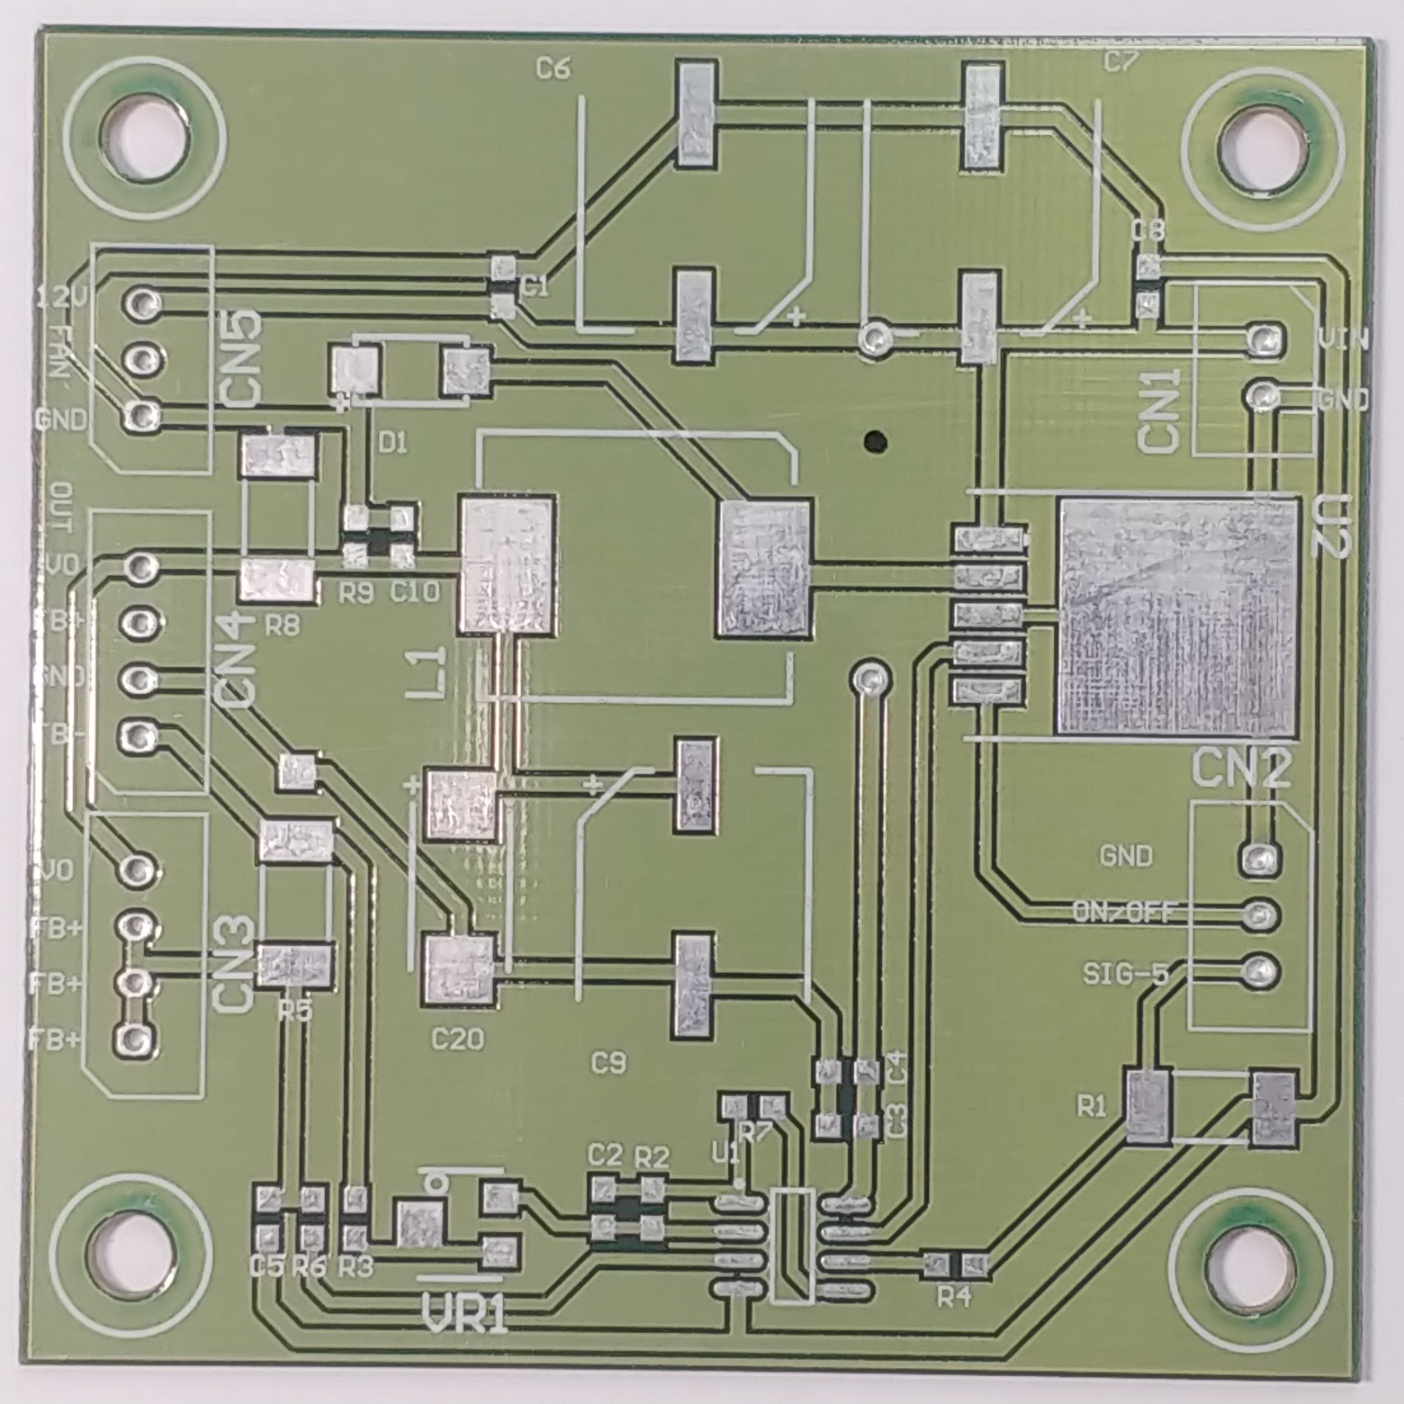 C6
C7
C8
C1
12V
FAN
GND
CN5
VIN
GND
CN1
D1
OUT
U2
VO
FB+
GND
FB-
R9
C10
R8
CN4
L1
CN2
GND
ON/OFF
SIG-5
VO
FB+
FB+
FB+
CN3
R5
C20
C9
C4
C3
R1
R7
U1
C2
R2
C5
R6
R3
VR1
R4